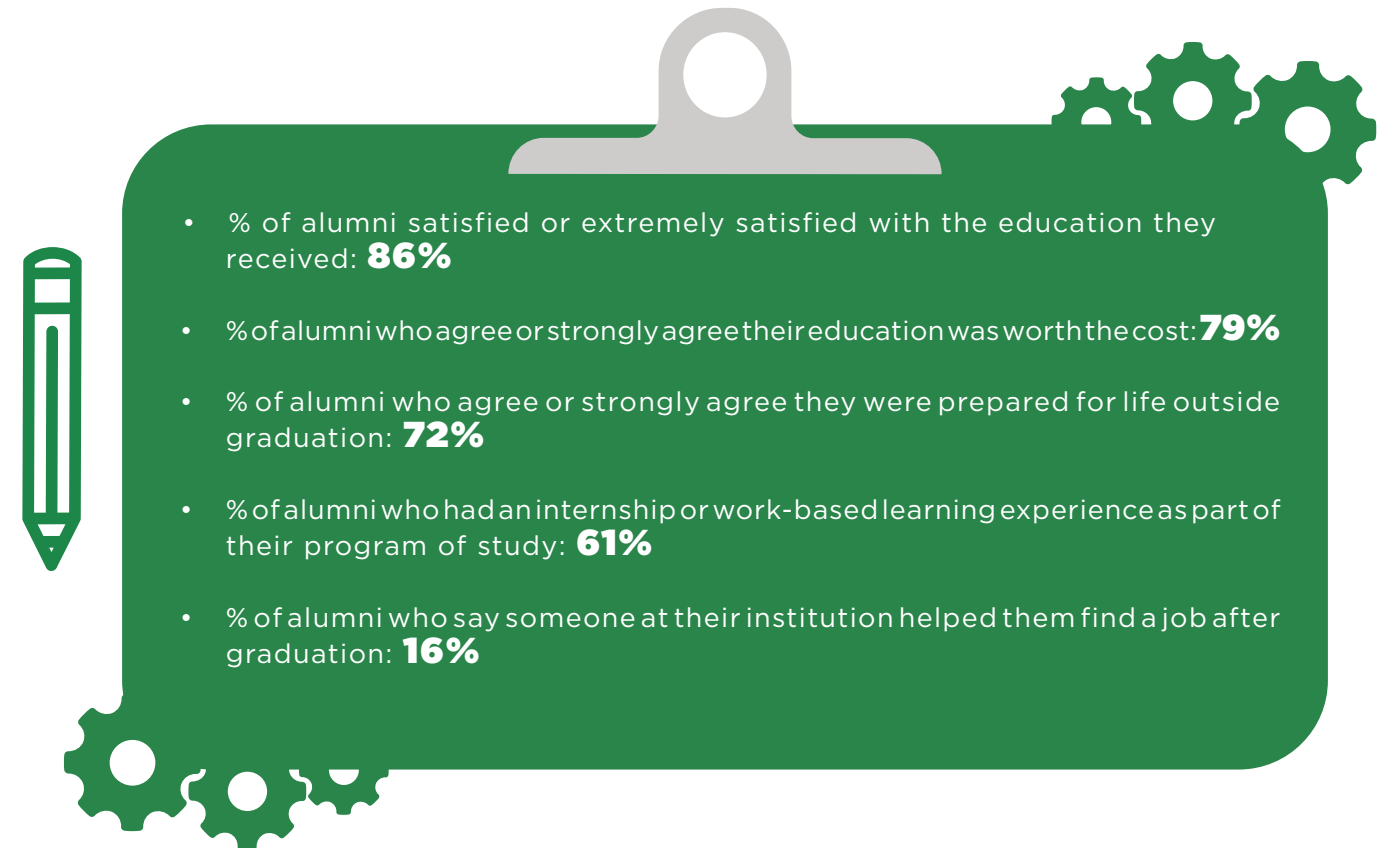 • % of alumni satisfied or extremely satisfied with the education they
received: 86%
• % of alumni who agree or strongly agree their education was worth the cost: 79%
• % of alumni who agree or strongly agree they were prepared for life outside
graduation: 72%
• % of alumni who had an internship or work-based learning experience as part of
their program of study: 61%
• % of alumni who say someone at their institution helped them find a job after
graduation: 16%